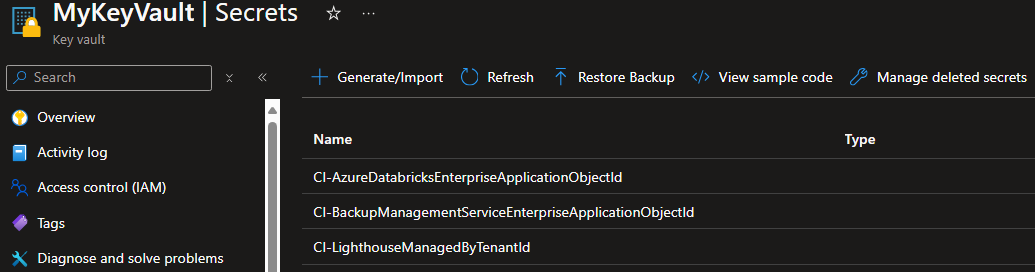 MyKeyVault | Secrets
Key vault
Search
Generate/Import
Refresh
Restore Backup
View sample code
Manage deleted secrets
Overview
Activity log
Access control (IAM)
Tags
Diagnose and solve problems
Name Type
CI-AzureDatabricksEnterpriseApplicationObjectId
CI-BackupManagementServiceEnterpriseApplicationObjectId
CI-LighthouseManagedByTenantId